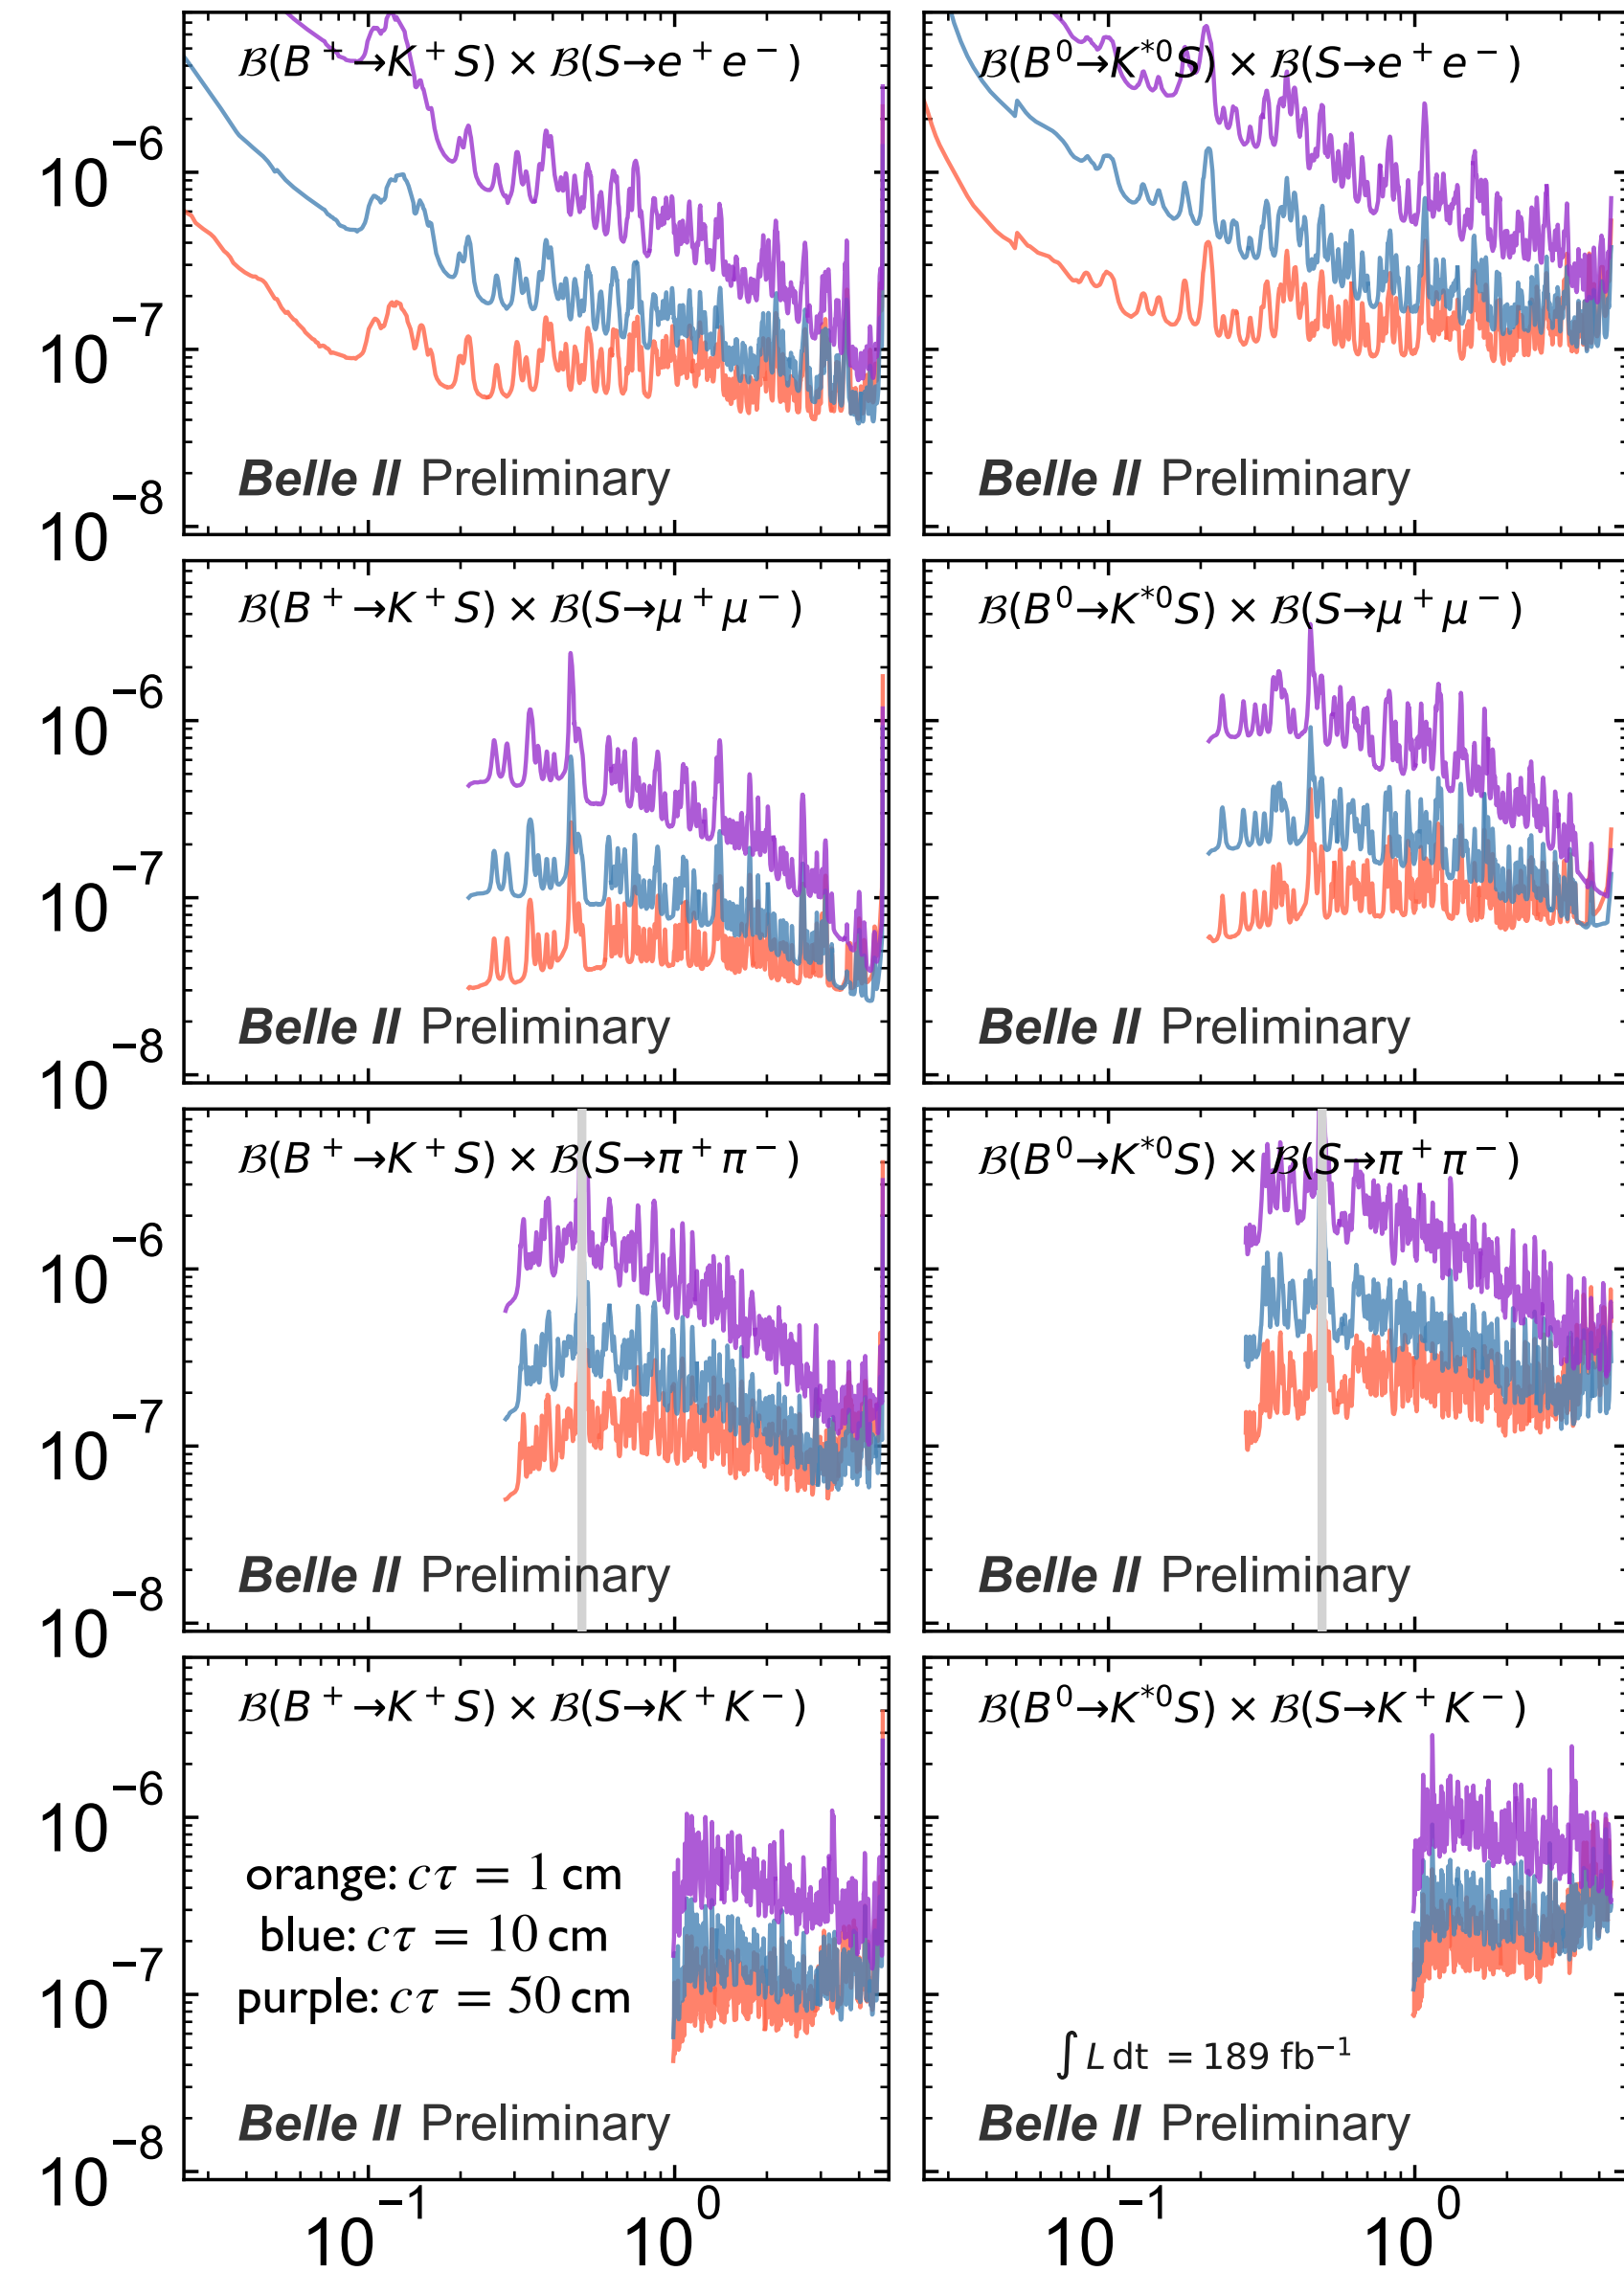 𝓑(B⁺→K⁺S) × 𝓑(S→e⁺e⁻)
𝓑(B⁰→K*⁰S) × 𝓑(S→e⁺e⁻)
10⁻⁶
10⁻⁷
10⁻⁸
Belle II Preliminary
Belle II Preliminary
𝓑(B⁺→K⁺S) × 𝓑(S→μ⁺μ⁻)
𝓑(B⁰→K*⁰S) × 𝓑(S→μ⁺μ⁻)
10⁻⁶
10⁻⁷
10⁻⁸
Belle II Preliminary
Belle II Preliminary
𝓑(B⁺→K⁺S) × 𝓑(S→π⁺π⁻)
𝓑(B⁰→K*⁰S) × 𝓑(S→π⁺π⁻)
10⁻⁶
10⁻⁷
10⁻⁸
Belle II Preliminary
Belle II Preliminary
𝓑(B⁺→K⁺S) × 𝓑(S→K⁺K⁻)
𝓑(B⁰→K*⁰S) × 𝓑(S→K⁺K⁻)
10⁻⁶
10⁻⁷
10⁻⁸
orange: cτ = 1 cm
blue: cτ = 10 cm
purple: cτ = 50 cm
∫ L dt = 189 fb⁻¹
Belle II Preliminary
Belle II Preliminary
10⁻¹ 10⁰
10⁻¹ 10⁰